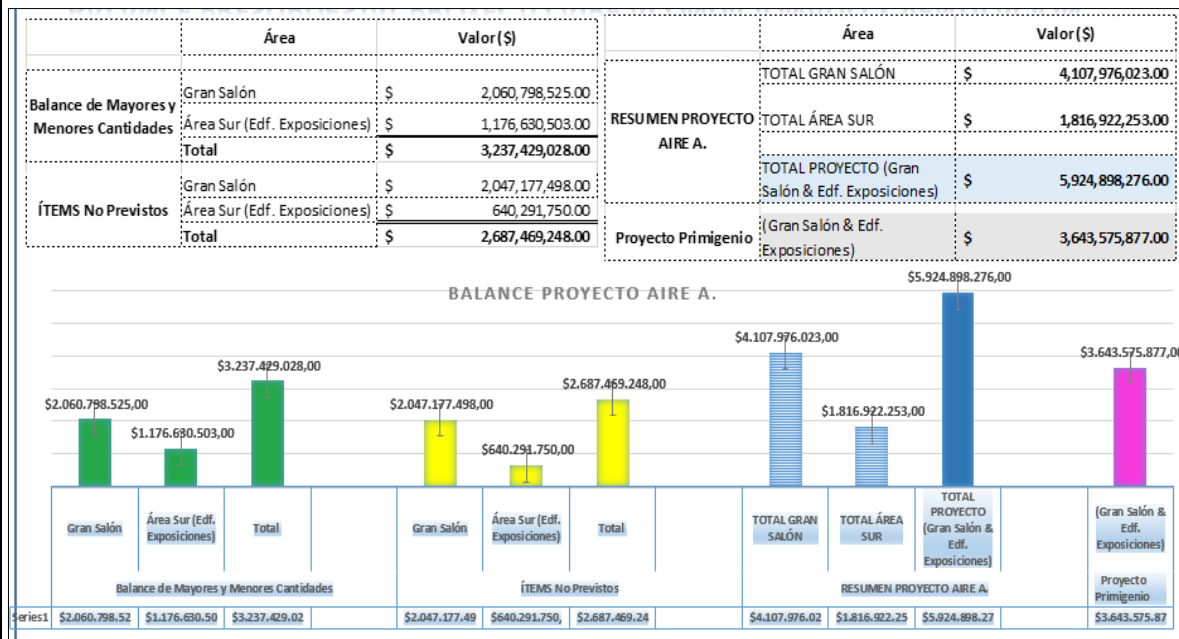 Área Valor($)
Balance de Mayores y Menores Cantidades
Gran Salón $ 2,060,798,525.00
Área Sur (Edf. Exposiciones) $ 1,176,630,503.00
Total $ 3,237,429,028.00
ÍTEMS No Previstos
Gran Salón $ 2,047,177,498.00
Área Sur (Edf. Exposiciones) $ 640,291,750.00
Total $ 2,687,469,248.00
Área Valor($)
RESUMEN PROYECTO AIRE A.
TOTAL GRAN SALÓN $ 4,107,976,023.00
TOTAL ÁREA SUR $ 1,816,922,253.00
TOTAL PROYECTO (Gran
Salón & Edf. Exposiciones) $ 5,924,898,276.00
Proyecto Primigenio
(Gran Salón & Edf.
Exposiciones) $ 3,643,575,877.00
BALANCE PROYECTO AIRE A.
$2.060.798.525,00
$1.176.630.503,00
$3.237.429.028,00
$2.047.177.498,00
$640.291.750,00
$2.687.469.248,00
$4.107.976.023,00
$1.816.922.253,00
$5.924.898.276,00
$3.643.575.877,00
Gran Salón
Área Sur (Edf.
Exposiciones)
Total
Gran Salón
Área Sur (Edf.
Exposiciones)
Total
TOTAL GRAN
SALÓN
TOTAL ÁREA
SUR
TOTAL
PROYECTO
(Gran Salón &
Edf.
Exposiciones)
(Gran Salón &
Edf.
Exposiciones)
Balance de Mayores y Menores Cantidades
ÍTEMS No Previstos
RESUMEN PROYECTO AIRE A.
Proyecto
Primigenio
Series1 $2.060.798.52 $1.176.630.50 $3.237.429.02 $2.047.177.49 $640.291.750, $2.687.469.24 $4.107.976.02 $1.816.922.25 $5.924.898.27 $3.643.575.87